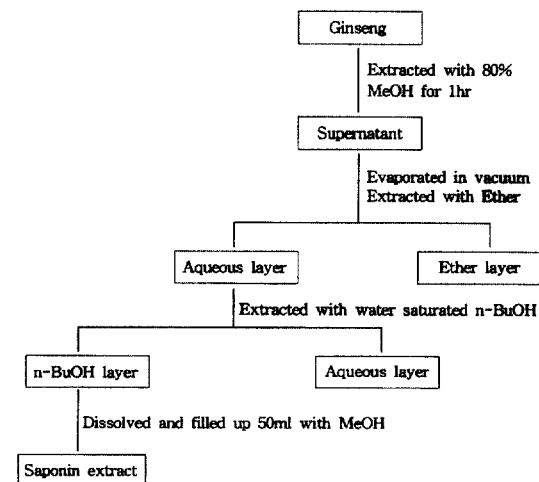 Ginseng
Extracted with 80%
MeOH for 1hr
Supernatant
Evaporated in vacuum
Extracted with Ether
Aqueous layer
Ether layer
Extracted with water saturated n-BuOH
n-BuOH layer
Aqueous layer
Dissolved and filled up 50ml with MeOH
Saponin extract